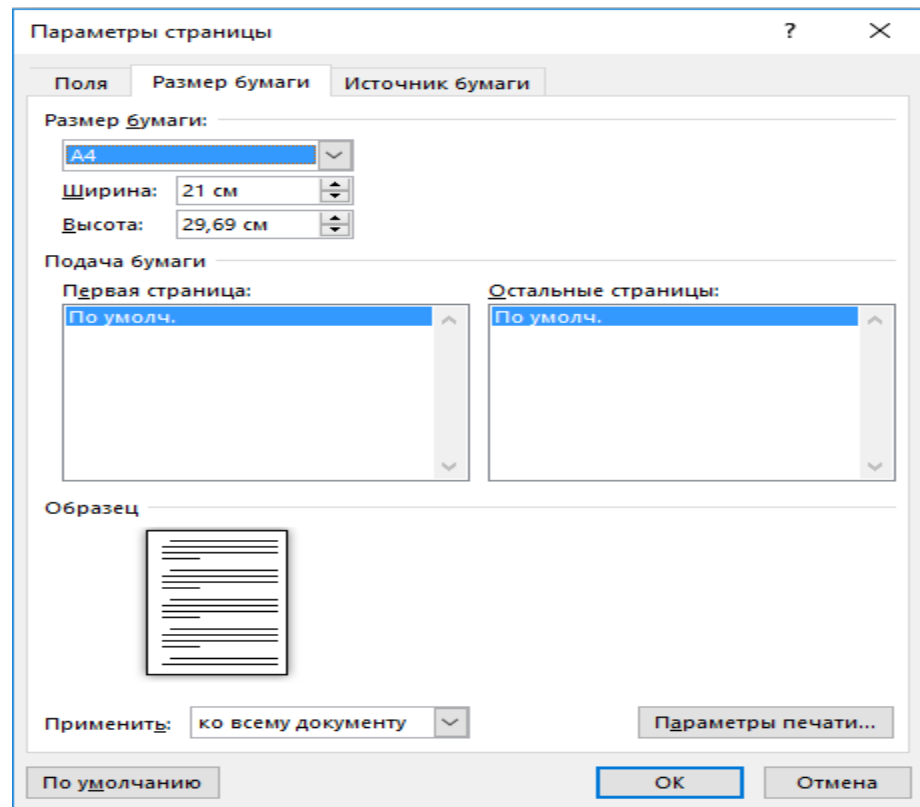 Параметры страницы ?
Поля Размер бумаги Источник бумаги
Размер бумаги:
A4
Ширина: 21 см
Высота: 29,69 см
Подача бумаги
Первая страница: Остальные страницы:
По умолч. По умолч.
Образец
Применить: ко всему документу Параметры печати...
По умолчанию ОК Отмена